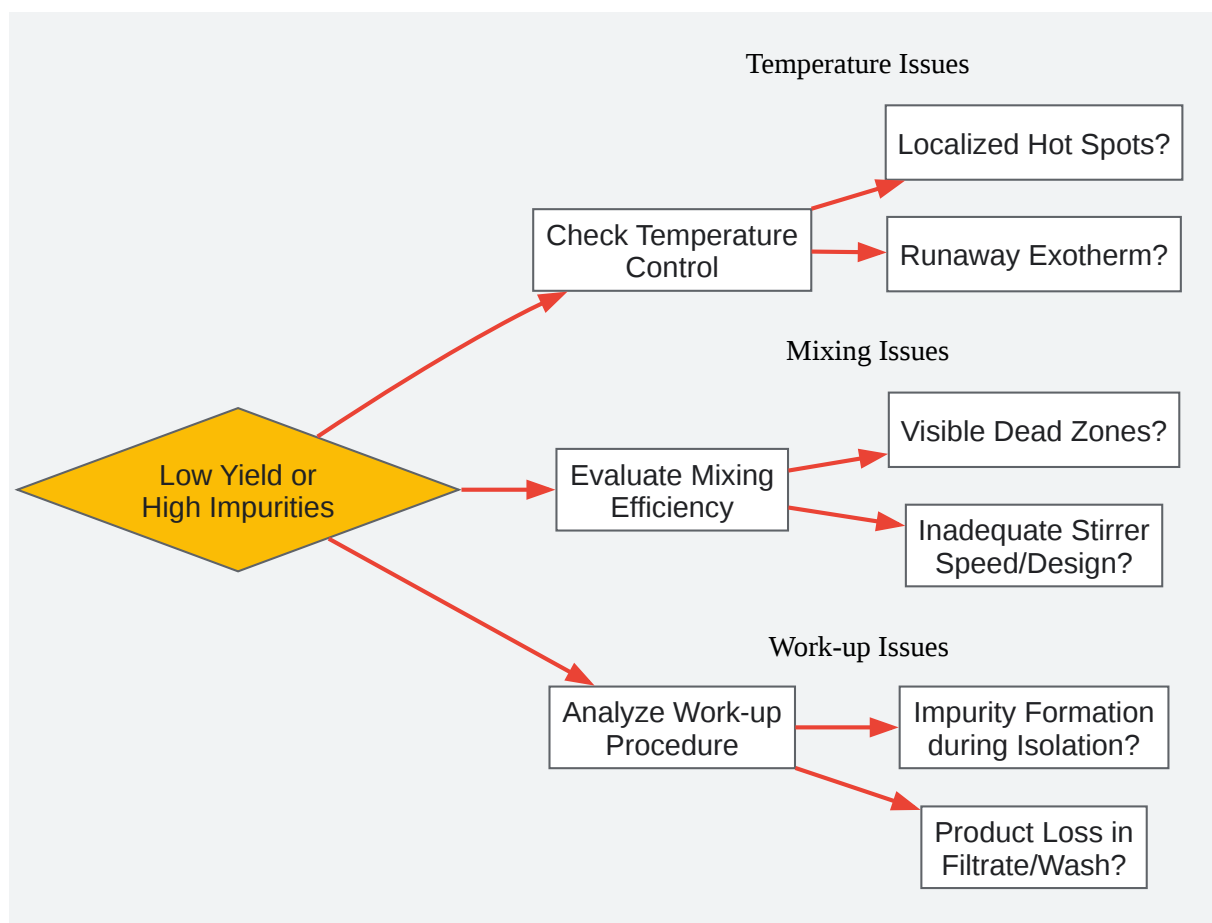 Temperature Issues
Localized Hot Spots?
Check Temperature
Control
Runaway Exotherm?
Mixing Issues
Visible Dead Zones?
Low Yield or
High Impurities
Evaluate Mixing
Efficiency
Inadequate Stirrer
Speed/Design?
Work-up Issues
Analyze Work-up
Procedure
Impurity Formation
during Isolation?
Product Loss in
Filtrate/Wash?